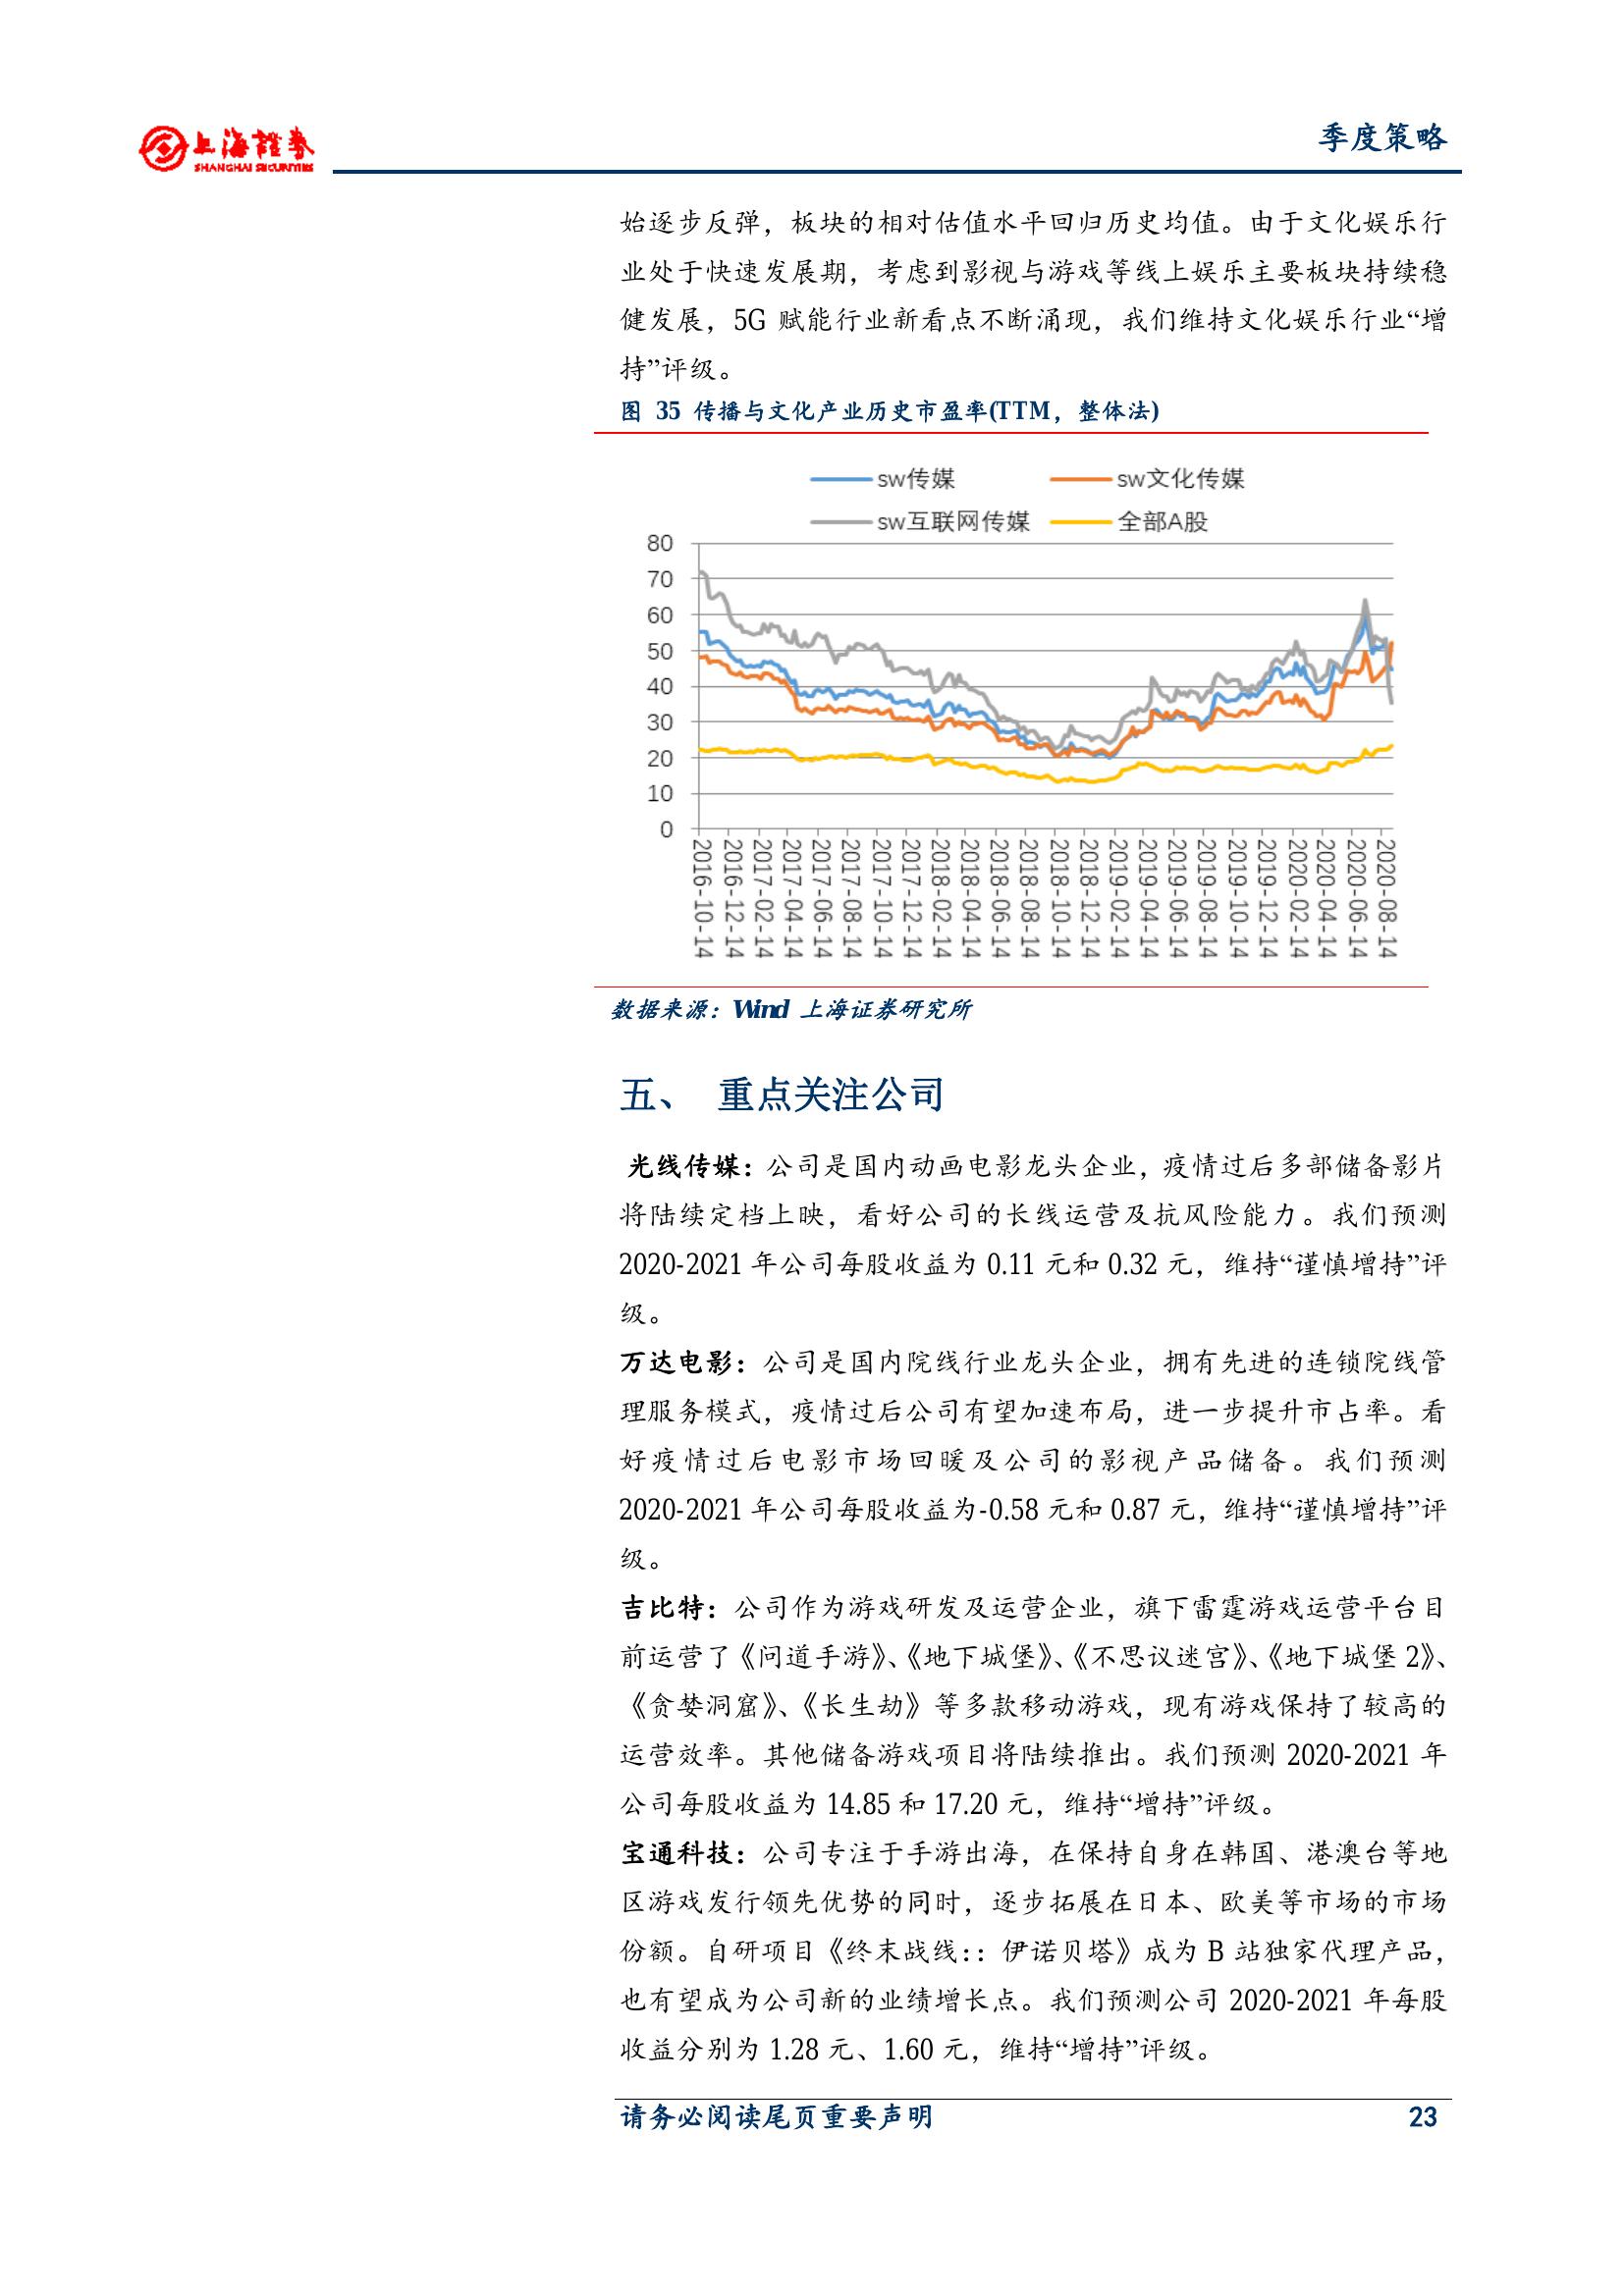 上海證券
SHANGHAI SECURITIES
季度策略
始逐步反弹，板块的相对估值水平回归历史均值。由于文化娱乐行
业处于快速发展期，考虑到影视与游戏等线上娱乐主要板块持续稳
健发展，5G 赋能行业新看点不断涌现，我们维持文化娱乐行业“增
持”评级。
图 35 传播与文化产业历史市盈率(TTM，整体法)
sw传媒 sw文化传媒
sw互联网传媒 全部A股
80
70
60
50
40
30
20
10
0
2016-10-14
2016-12-14
2017-02-14
2017-04-14
2017-06-14
2017-08-14
2017-10-14
2017-12-14
2018-02-14
2018-04-14
2018-06-14
2018-08-14
2018-10-14
2018-12-14
2019-02-14
2019-04-14
2019-06-14
2019-08-14
2019-10-14
2019-12-14
2020-02-14
2020-04-14
2020-06-14
2020-08-14
数据来源：Wind 上海证券研究所
五、 重点关注公司
光线传媒：公司是国内动画电影龙头企业，疫情过后多部储备影片
将陆续定档上映，看好公司的长线运营及抗风险能力。我们预测
2020-2021 年公司每股收益为 0.11 元和 0.32 元，维持“谨慎增持”评
级。
万达电影：公司是国内院线行业龙头企业，拥有先进的连锁院线管
理服务模式，疫情过后公司有望加速布局，进一步提升市占率。看
好疫情过后电影市场回暖及公司的影视产品储备。我们预测
2020-2021 年公司每股收益为-0.58 元和 0.87 元，维持“谨慎增持”评
级。
吉比特：公司作为游戏研发及运营企业，旗下雷霆游戏运营平台目
前运营了《问道手游》、《地下城堡》、《不思议迷宫》、《地下城堡 2》、
《贪婪洞窟》、《长生劫》等多款移动游戏，现有游戏保持了较高的
运营效率。其他储备游戏项目将陆续推出。我们预测 2020-2021 年
公司每股收益为 14.85 和 17.20 元，维持“增持”评级。
宝通科技：公司专注于手游出海，在保持自身在韩国、港澳台等地
区游戏发行领先优势的同时，逐步拓展在日本、欧美等市场的市场
份额。自研项目《终末战线：：伊诺贝塔》成为 B 站独家代理产品，
也有望成为公司新的业绩增长点。我们预测公司 2020-2021 年每股
收益分别为 1.28 元、1.60 元，维持“增持”评级。
请务必阅读尾页重要声明 23